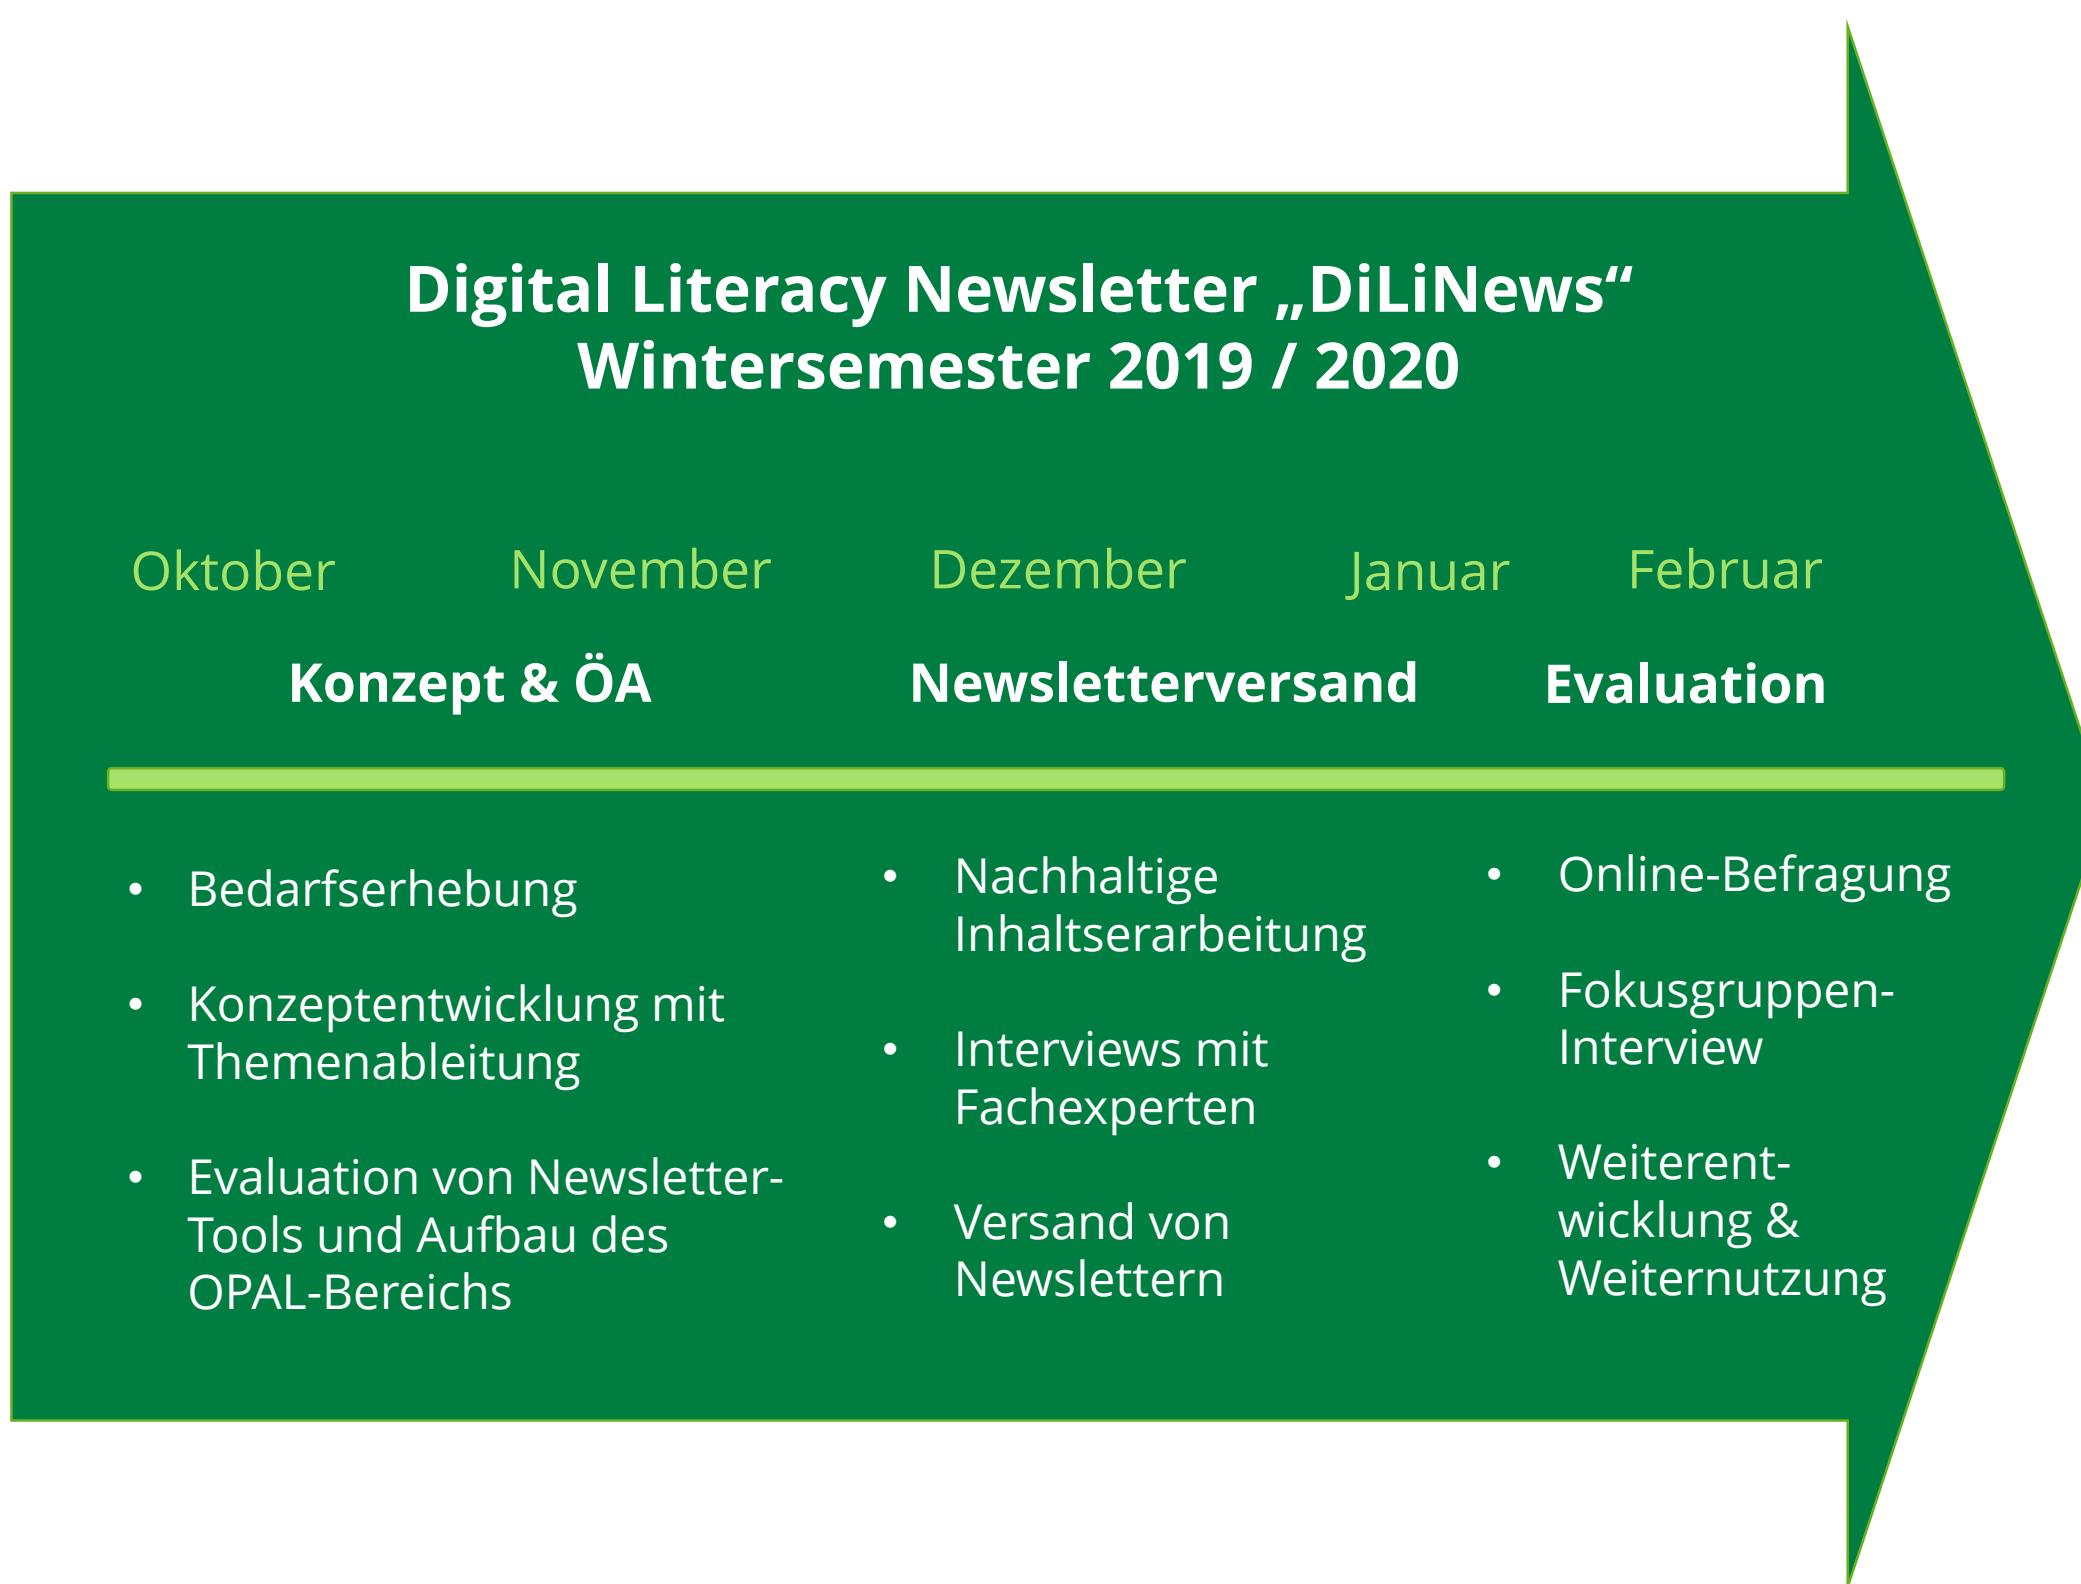 Digital Literacy Newsletter „DiLiNews“
Wintersemester 2019 / 2020
Oktober November Dezember Januar Februar
Konzept & ÖA Newsletterversand Evaluation
• Bedarfserhebung
• Konzeptentwicklung mit
Themenableitung
• Evaluation von Newsletter-
Tools und Aufbau des
OPAL-Bereichs
• Nachhaltige
Inhaltserarbeitung
• Interviews mit
Fachexperten
• Versand von
Newslettern
• Online-Befragung
• Fokusgruppen-
Interview
• Weiterent-
wicklung &
Weiternutzung